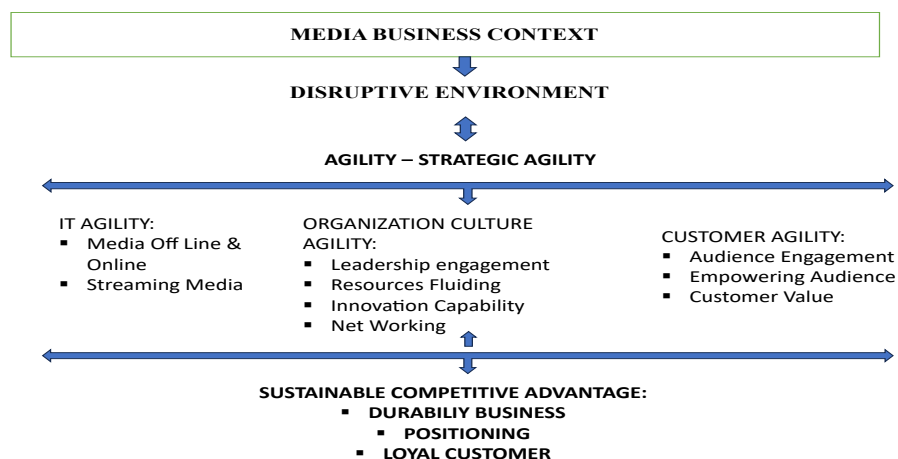 MEDIA BUSINESS CONTEXT
DISRUPTIVE ENVIRONMENT
AGILITY – STRATEGIC AGILITY
IT AGILITY:
▪ Media Off Line &
Online
▪ Streaming Media
ORGANIZATION CULTURE
AGILITY:
▪ Leadership engagement
▪ Resources Fluiding
▪ Innovation Capability
▪ Net Working
CUSTOMER AGILITY:
▪ Audience Engagement
▪ Empowering Audience
▪ Customer Value
SUSTAINABLE COMPETITIVE ADVANTAGE:
▪ DURABILIY BUSINESS
▪ POSITIONING
▪ LOYAL CUSTOMER